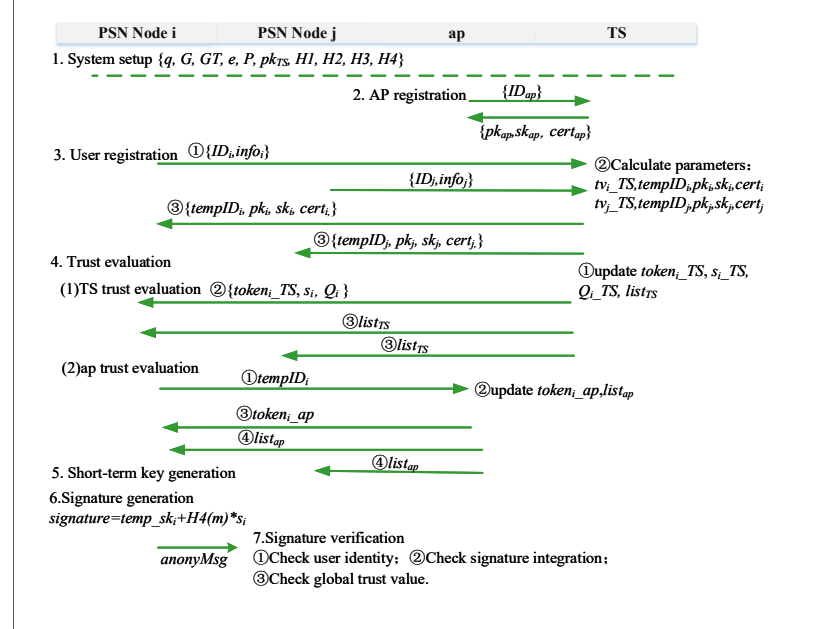 PSN Node i PSN Node j ap TS
1. System setup {q, G, GT, e, P, pkTS, H1, H2, H3, H4}
2. AP registration {IDap}
{pkap,skap, certap}
3. User registration ①{IDi,infoi}
②Calculate parameters:
{IDj,infoj}
tvi_TS,tempIDi,pki,ski,certi
tvj_TS,tempIDj,pkj,skj,certj
③{tempIDi, pki, ski, certi,}
③{tempIDj, pkj, skj, certj,}
4. Trust evaluation
①update tokeni_TS, si_TS,
Qi_TS, listTS
(1)TS trust evaluation ②{tokeni_TS, si, Qi }
③listTS
③listTS
(2)ap trust evaluation
①tempIDi
②update tokeni_ap,listap
③tokeni_ap
④listap
④listap
5. Short-term key generation
6.Signature generation
signature=temp_ski+H4(m)*si
7.Signature verification
anonyMsg ①Check user identity; ②Check signature integration;
③Check global trust value.